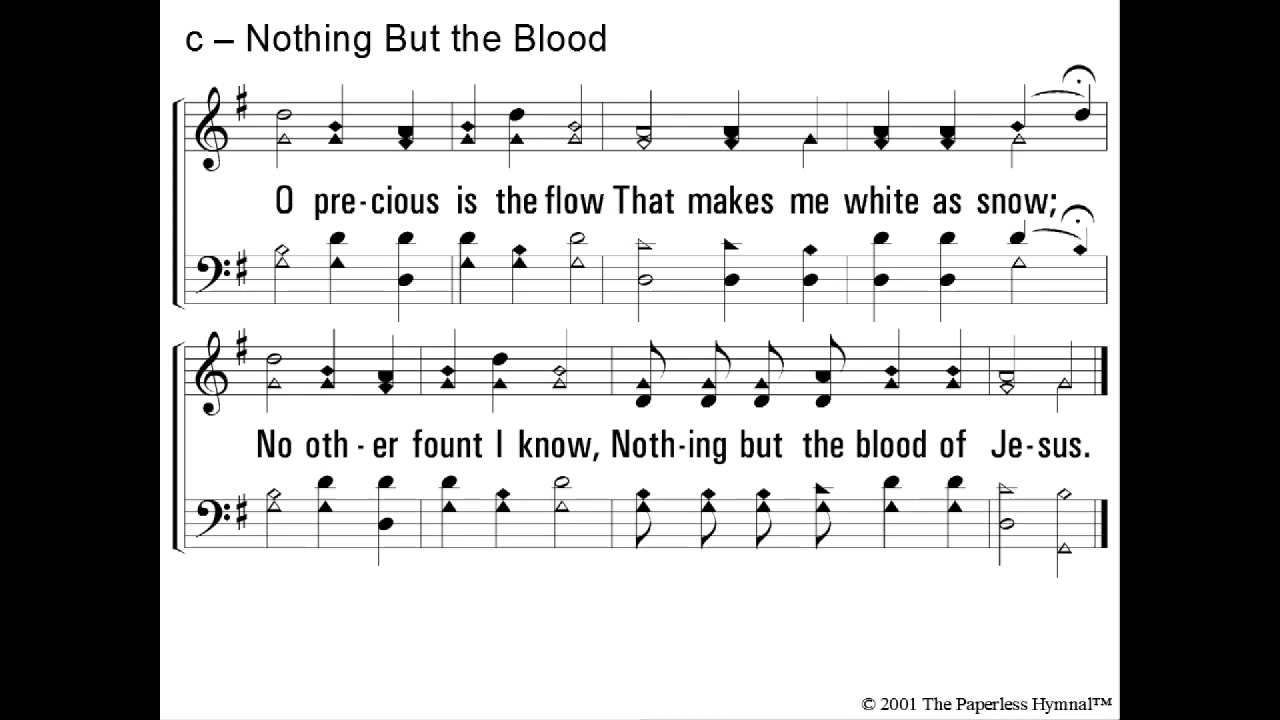 c – Nothing But the Blood
O pre-cious is the flow That makes me white as snow;
No oth-er fount I know, Noth-ing but the blood of Je-sus.
© 2001 The Paperless Hymnal™